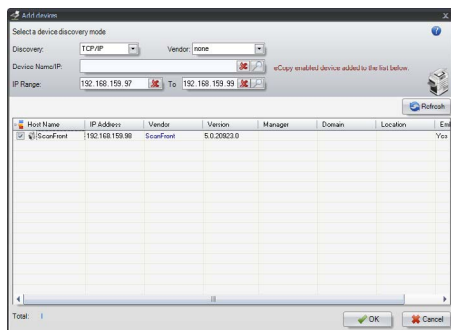 Add devices
Select a device discovery mode
Discovery: TCP/IP Vendor: none
Device Name/IP: eCopy enabled device added to the list below.
IP Range: 192.168.159.97 To 192.168.159.99
Refresh
Host Name IP Address Vendor Version Manager Domain Location
ScanFront 192.168.159.98 ScanFront 5.0.20923.0 Yes
Total: 1
OK Cancel